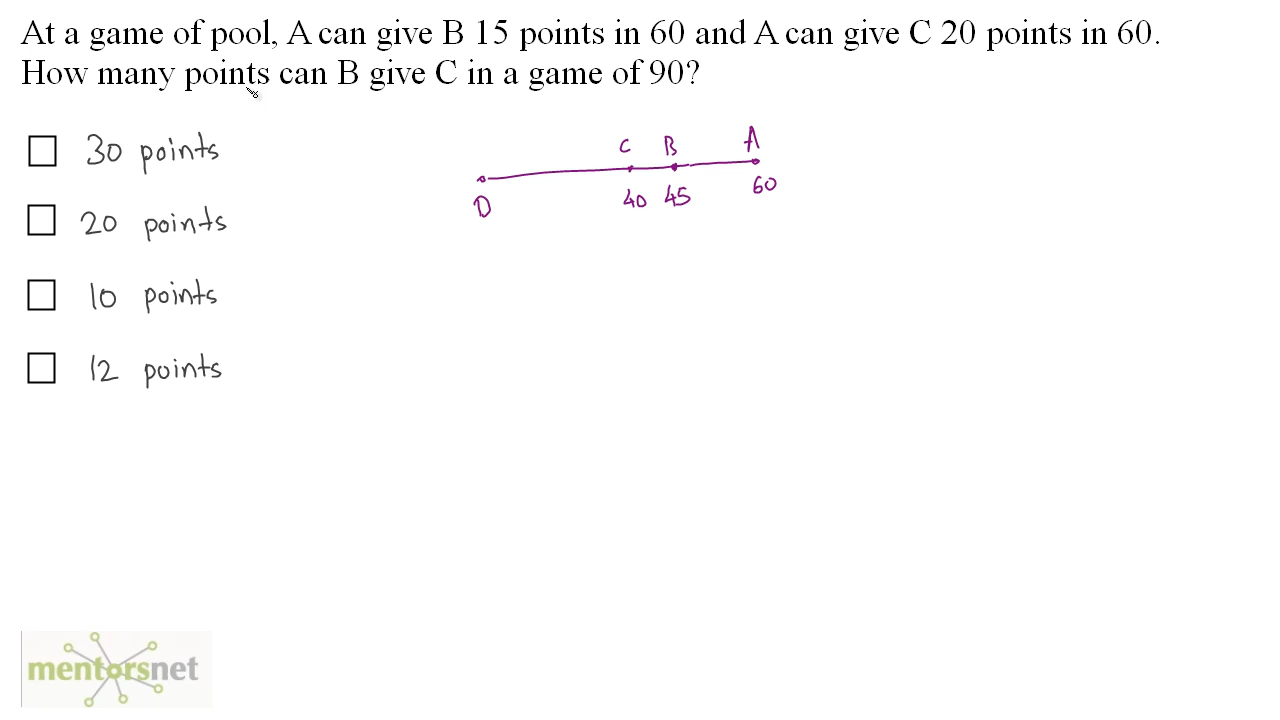 At a game of pool, A can give B 15 points in 60 and A can give C 20 points in 60.
How many points can B give C in a game of 90?
30 points
C B A
40 45 60
D
20 points
10 points
12 points
mentorsnet